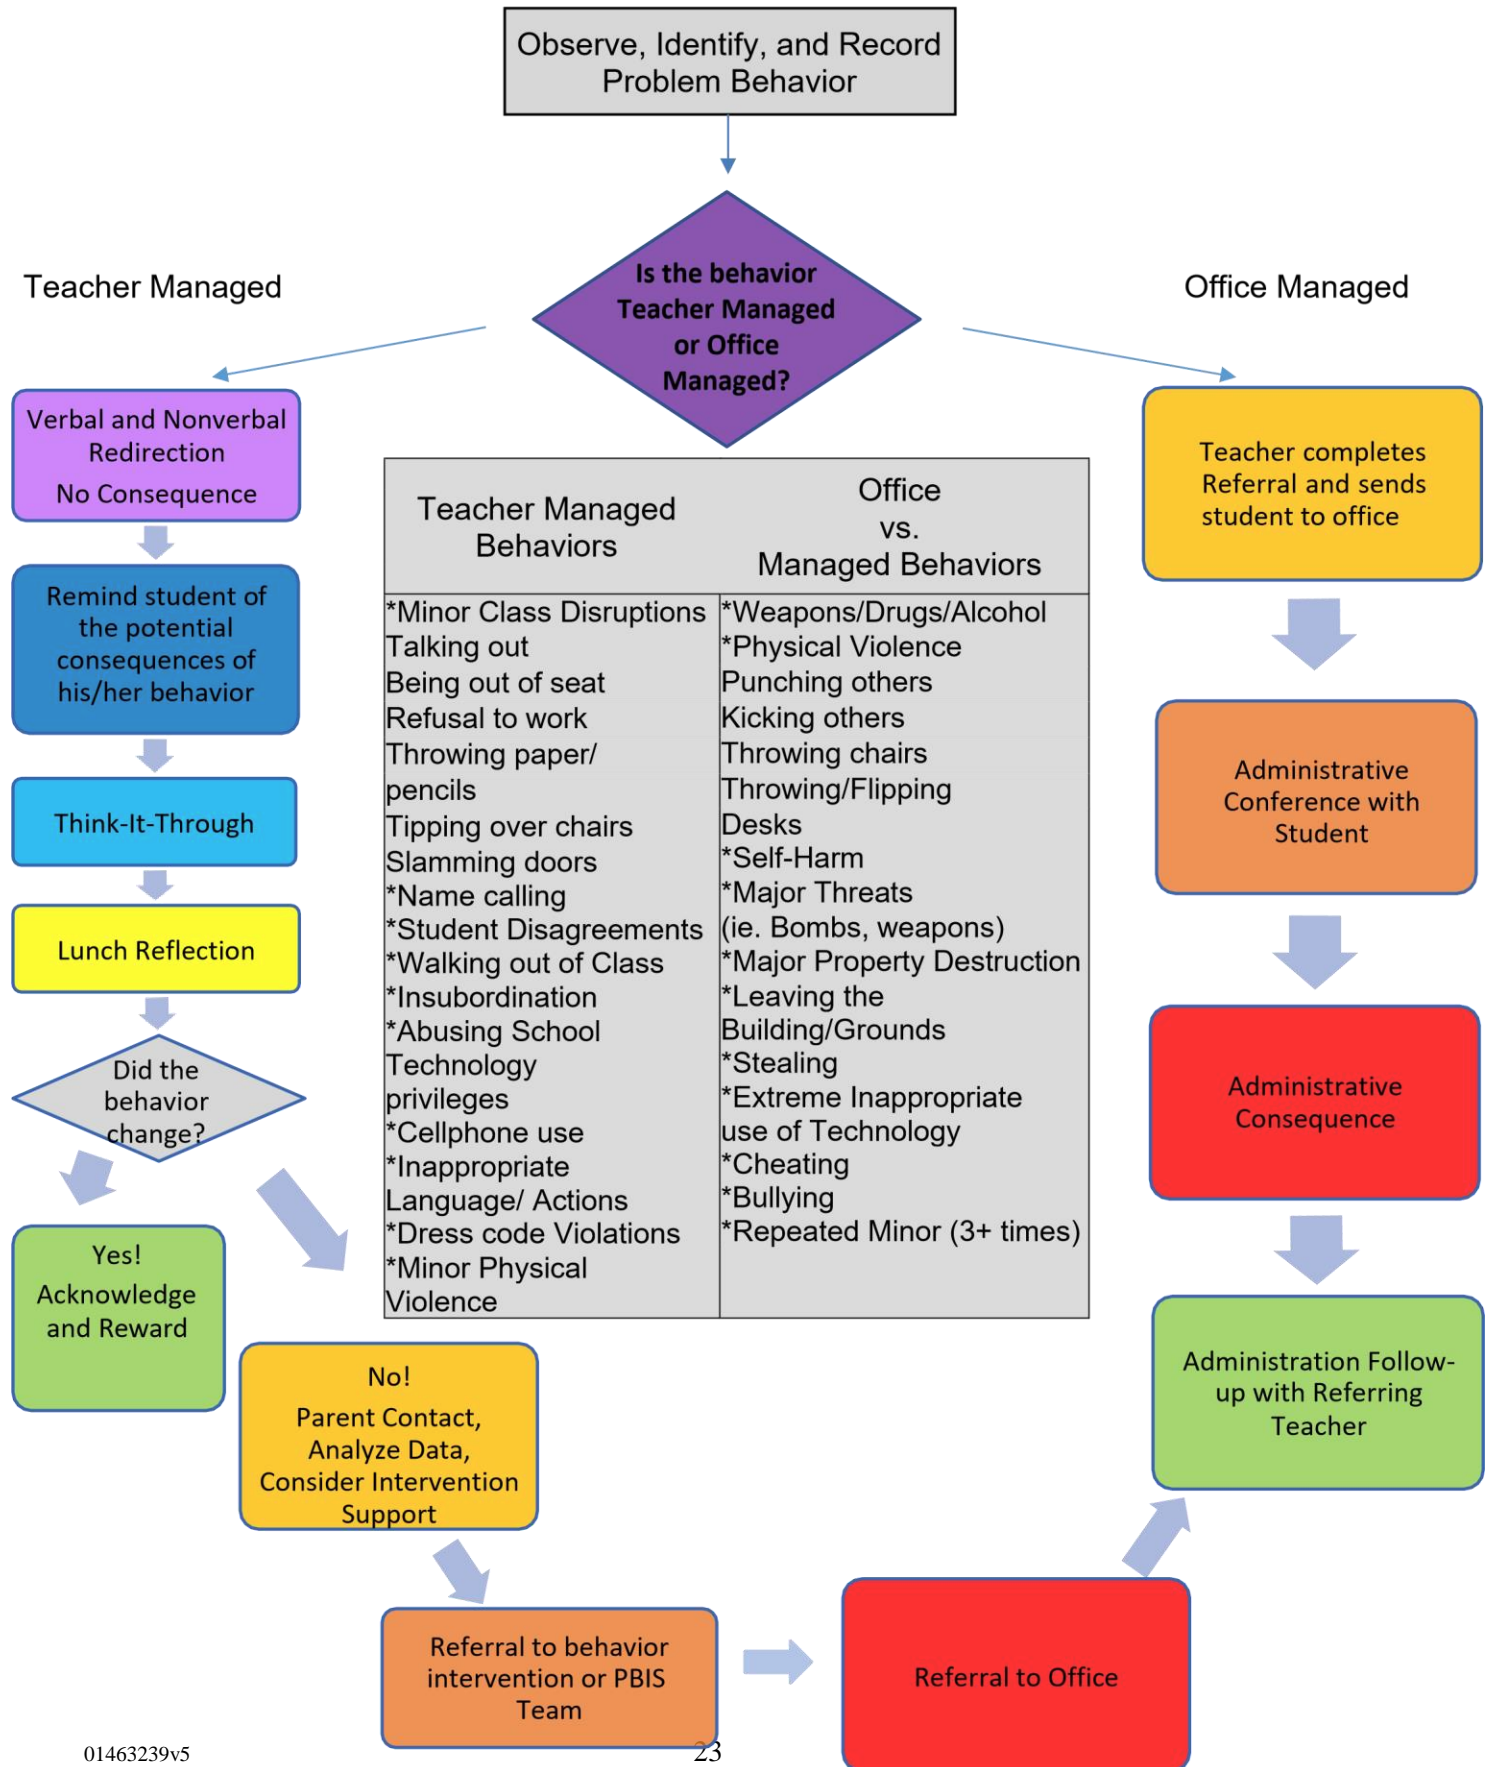 Observe, Identify, and Record
Problem Behavior
Teacher Managed
Is the behavior
Teacher Managed
or Office
Managed?
Office Managed
Verbal and Nonverbal
Redirection
No Consequence
Remind student of
the potential
consequences of
his/her behavior
Think-It-Through
Lunch Reflection
Did the
behavior
change?
Yes!
Acknowledge
and Reward
No!
Parent Contact,
Analyze Data,
Consider Intervention
Support
Referral to behavior
intervention or PBIS
Team
Referral to Office
Teacher Managed
Behaviors
*Minor Class Disruptions
Talking out
Being out of seat
Refusal to work
Throwing paper/
pencils
Tipping over chairs
Slamming doors
*Name calling
*Student Disagreements
*Walking out of Class
*Insubordination
*Abusing School
Technology
privileges
*Cellphone use
*Inappropriate
Language/ Actions
*Dress code Violations
*Minor Physical
Violence
Office
vs.
Managed Behaviors
*Weapons/Drugs/Alcohol
*Physical Violence
Punching others
Kicking others
Throwing chairs
Throwing/Flipping
Desks
*Self-Harm
*Major Threats
(ie. Bombs, weapons)
*Major Property Destruction
*Leaving the
Building/Grounds
*Stealing
*Extreme Inappropriate
use of Technology
*Cheating
*Bullying
*Repeated Minor (3+ times)
Teacher completes
Referral and sends
student to office
Administrative
Conference with
Student
Administrative
Consequence
Administration Follow-
up with Referring
Teacher
01463239v5
23